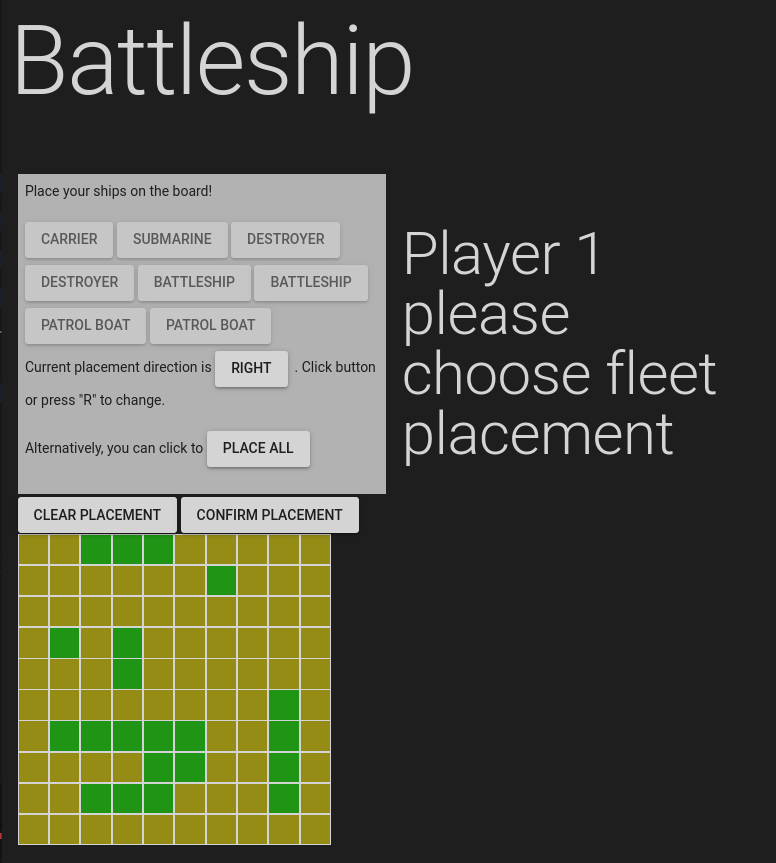 Battleship
Place your ships on the board!
CARRIER SUBMARINE DESTROYER
DESTROYER BATTLESHIP BATTLESHIP
PATROL BOAT PATROL BOAT
Current placement direction is RIGHT . Click button
or press "R" to change.
Alternatively, you can click to PLACE ALL
CLEAR PLACEMENT CONFIRM PLACEMENT
Player 1
please
choose fleet
placement